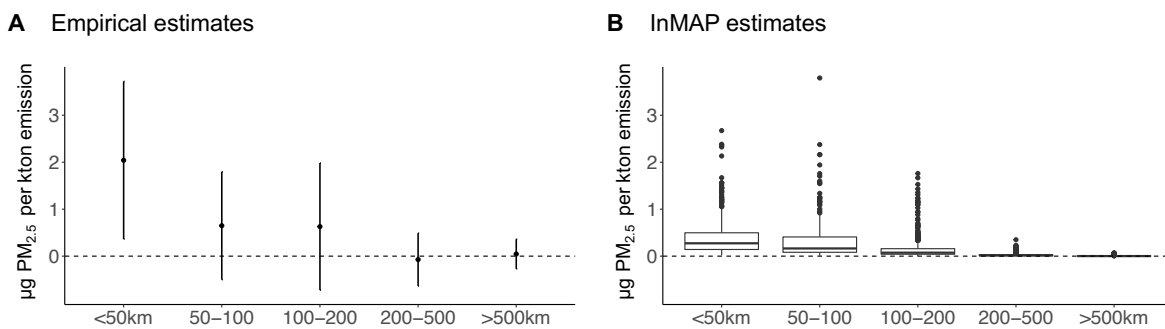 A Empirical estimates
µg PM2.5 per kton emission
3
2
1
0
<50km 50−100 100−200 200−500 >500km
B InMAP estimates
µg PM2.5 per kton emission
3
2
1
0
<50km 50−100 100−200 200−500 >500km